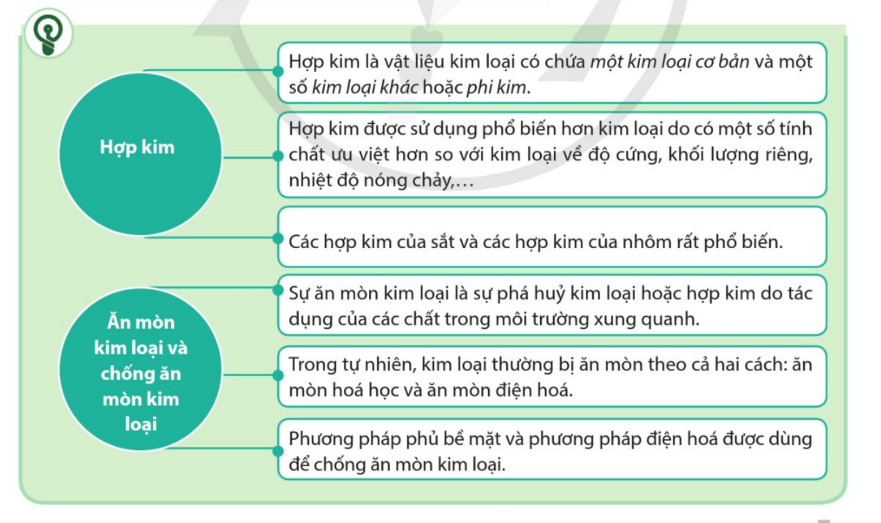 Hợp kim
Hợp kim là vật liệu kim loại có chứa một kim loại cơ bản và một
số kim loại khác hoặc phi kim.
Hợp kim được sử dụng phổ biến hơn kim loại do có một số tính
chất ưu việt hơn so với kim loại về độ cứng, khối lượng riêng,
nhiệt độ nóng chảy,…
Các hợp kim của sắt và các hợp kim của nhôm rất phổ biến.
Ăn mòn
kim loại và
chống ăn
mòn kim
loại
Sự ăn mòn kim loại là sự phá huỷ kim loại hoặc hợp kim do tác
dụng của các chất trong môi trường xung quanh.
Trong tự nhiên, kim loại thường bị ăn mòn theo cả hai cách: ăn
mòn hoá học và ăn mòn điện hoá.
Phương pháp phủ bề mặt và phương pháp điện hoá được dùng
để chống ăn mòn kim loại.